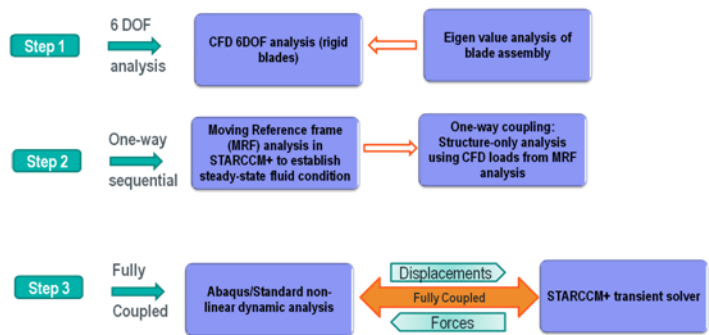 Step 1
6 DOF
analysis
CFD 6DOF analysis (rigid
blades)
Eigen value analysis of
blade assembly
Step 2
One-way
sequential
Moving Reference frame
(MRF) analysis in
STARCCM+ to establish
steady-state fluid condition
One-way coupling:
Structure-only analysis
using CFD loads from MRF
analysis
Step 3
Fully
Coupled
Abaqus/Standard non-
linear dynamic analysis
Displacements
Fully Coupled
Forces
STARCCM+ transient solver